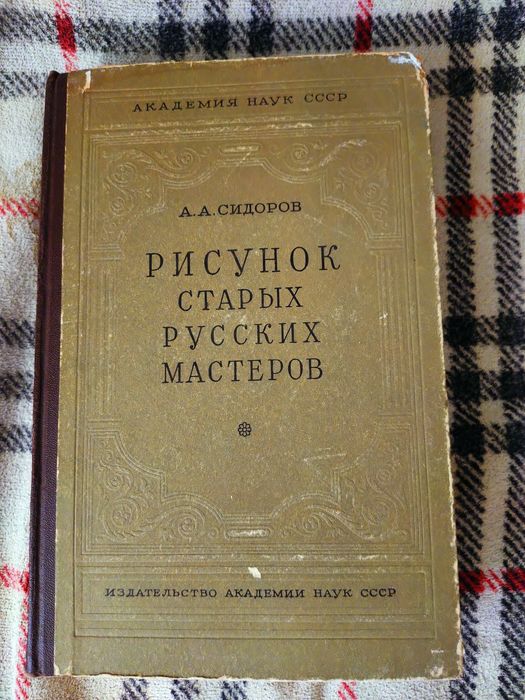 АКАДЕМИЯ НАУК СССР
А. А. СИДОРОВ
РИСУНОК
СТАРЫХ
РУССКИХ
МАСТЕРОВ
ИЗДАТЕЛЬСТВО АКАДЕМИИ НАУК СССР